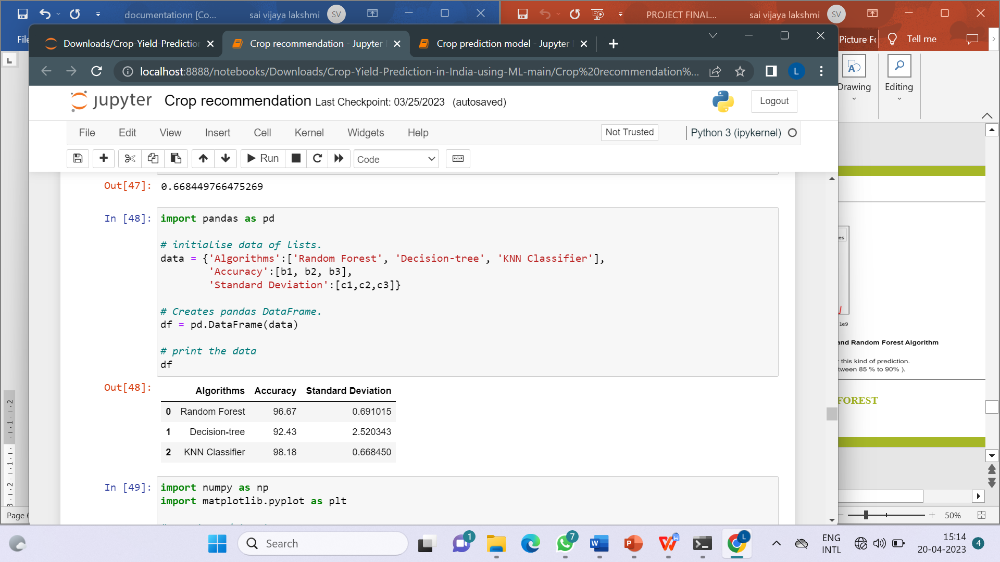 documentationn [Co...
sai vijaya lakshmi
SV
PROJECT FINAL...
sai vijaya lakshmi
SV
File
Picture Fo
Tell me
Downloads/Crop-Yield-Prediction
Crop recommendation - Jupyter
Crop prediction model - Jupyter
localhost:8888/notebooks/Downloads/Crop-Yield-Prediction-in-India-using-ML-main/Crop%20recommendation%...
L
Drawing
Editing
jupyter
Crop recommendation Last Checkpoint: 03/25/2023 (autosaved)
Logout
File Edit View Insert Cell Kernel Widgets Help
Not Trusted
Python 3 (ipykernel)
Run
Code
Out[47]: 0.668449766475269
In [48]: import pandas as pd
# initialise data of lists.
data = {'Algorithms':['Random Forest', 'Decision-tree', 'KNN Classifier'],
'Accuracy':[b1, b2, b3],
'Standard Deviation':[c1,c2,c3]}
# Creates pandas DataFrame.
df = pd.DataFrame(data)
# print the data
df
Out[48]:
Algorithms Accuracy Standard Deviation
0 Random Forest 96.67 0.691015
1 Decision-tree 92.43 2.520343
2 KNN Classifier 98.18 0.668450
In [49]: import numpy as np
import matplotlib.pyplot as plt
es
1e9
and Random Forest Algorithm
this kind of prediction.
tween 85 % to 90% ).
FOREST
Page 6
50%
Search
1
7
L
ENG
INTL
15:14
20-04-2023
4